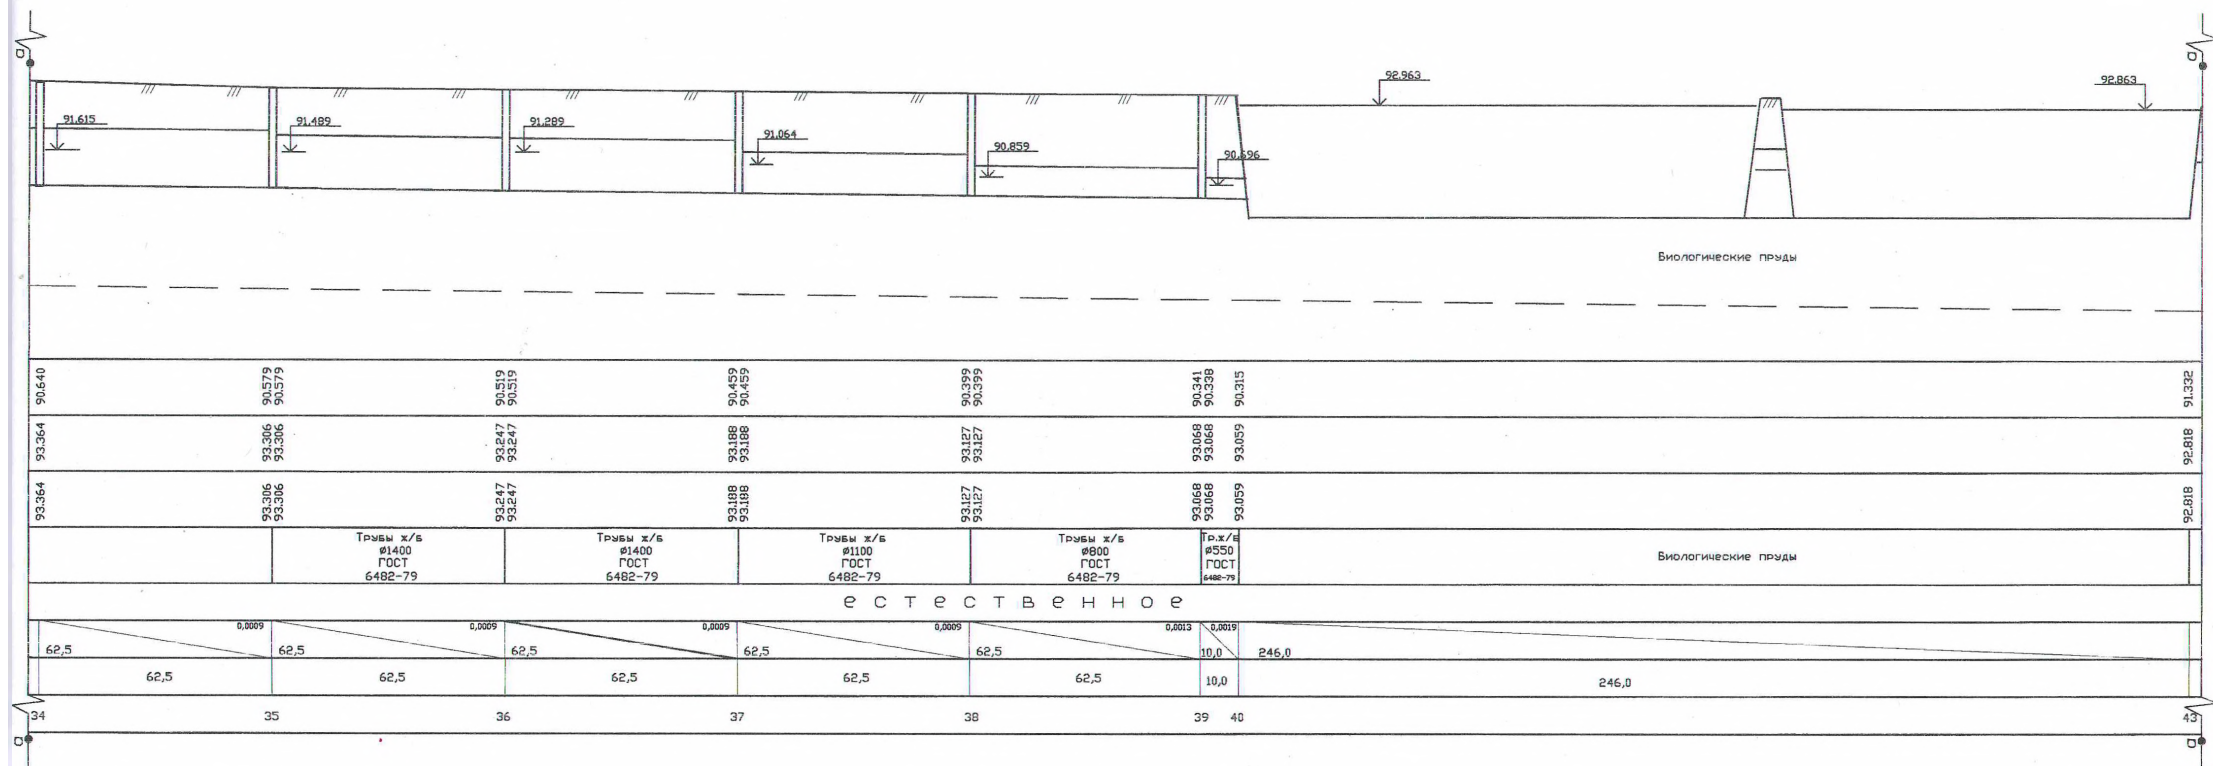 а
а
92.963
92.863
91.615
91.489
91.289
91.064
90.859
90.696
Биологические пруды
90.640
90.579
90.579
90.519
90.519
90.459
90.459
90.399
90.399
90.341
90.338
90.315
91.332
93.364
93.306
93.306
93.247
93.247
93.188
93.188
93.127
93.127
93.068
93.068
93.059
92.818
93.364
93.306
93.306
93.247
93.247
93.188
93.188
93.127
93.127
93.068
93.068
93.059
92.818
Трубы ж/б
ø1400
ГОСТ
6482-79
Трубы ж/б
ø1400
ГОСТ
6482-79
Трубы ж/б
ø1100
ГОСТ
6482-79
Трубы ж/б
ø800
ГОСТ
6482-79
Тр.ж/б
ø550
ГОСТ
6482-79
Биологические пруды
естественное
0,0009 0,0009 0,0009 0,0009 0,0013 0,0019
62,5 62,5 62,5 62,5 62,5 10,0 246,0
62,5 62,5 62,5 62,5 62,5 10,0 246,0
34 35 36 37 38 39 40 43
а
а